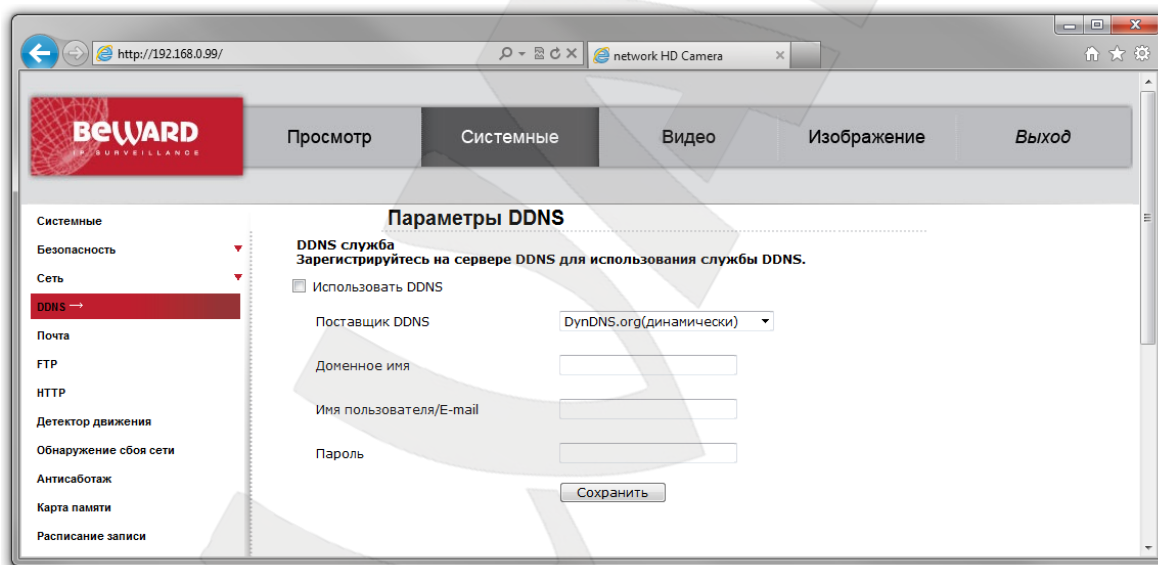 http://192.168.0.99/
network HD Camera
BEWARD
IP SURVEILLANCE
Просмотр
Системные
Видео
Изображение
Выход
Системные
Безопасность
Сеть
DDNS →
Почта
FTP
HTTP
Детектор движения
Обнаружение сбоя сети
Антисаботаж
Карта памяти
Расписание записи
Параметры DDNS
DDNS служба
Зарегистрируйтесь на сервере DDNS для использования службы DDNS.
Использовать DDNS
Поставщик DDNS DynDNS.org(динамически)
Доменное имя
Имя пользователя/E-mail
Пароль
Сохранить